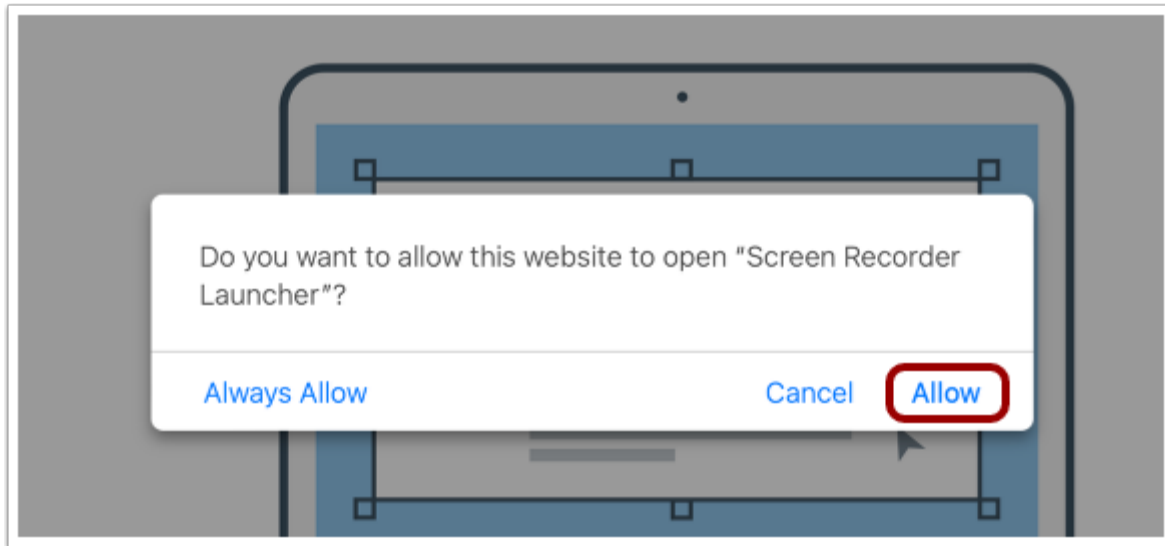 Do you want to allow this website to open “Screen Recorder
Launcher”?
Always Allow
Cancel
Allow